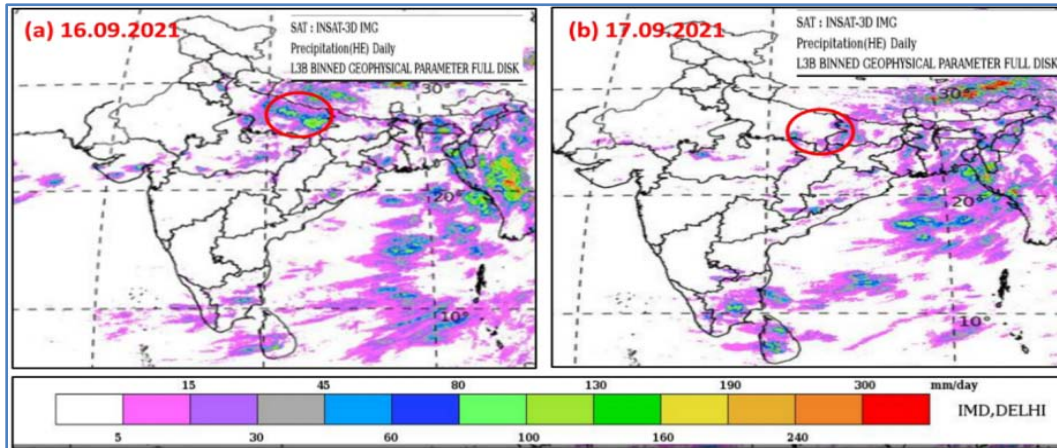 (a) 16.09.2021
SAT : INSAT-3D IMG
Precipitation(HE) Daily
L3B BINNED GEOPHYSICAL PARAMETER FULL DISK
30°
20°
10°
(b) 17.09.2021
SAT : INSAT-3D IMG
Precipitation(HE) Daily
L3B BINNED GEOPHYSICAL PARAMETER FULL DISK
30°
20°
10°
15 45 80 130 190 300 mm/day
IMD,DELHI
5 30 60 100 160 240